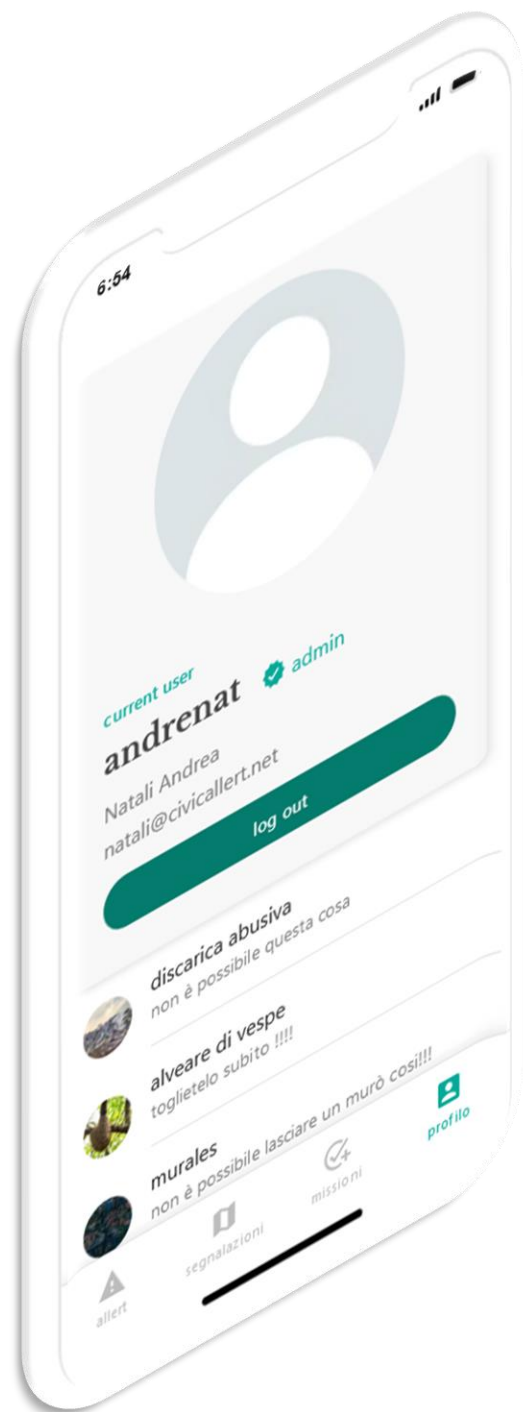 6:54
current user
andrenat admin
Natali Andrea
natali@civicallert.net
log out
discarica abusiva
non è possibile questa cosa
alveare di vespe
toglietelo subito !!!!
murales
non è possibile lasciare un murò cosi!!!
allert
segnalazioni
missioni
profilo